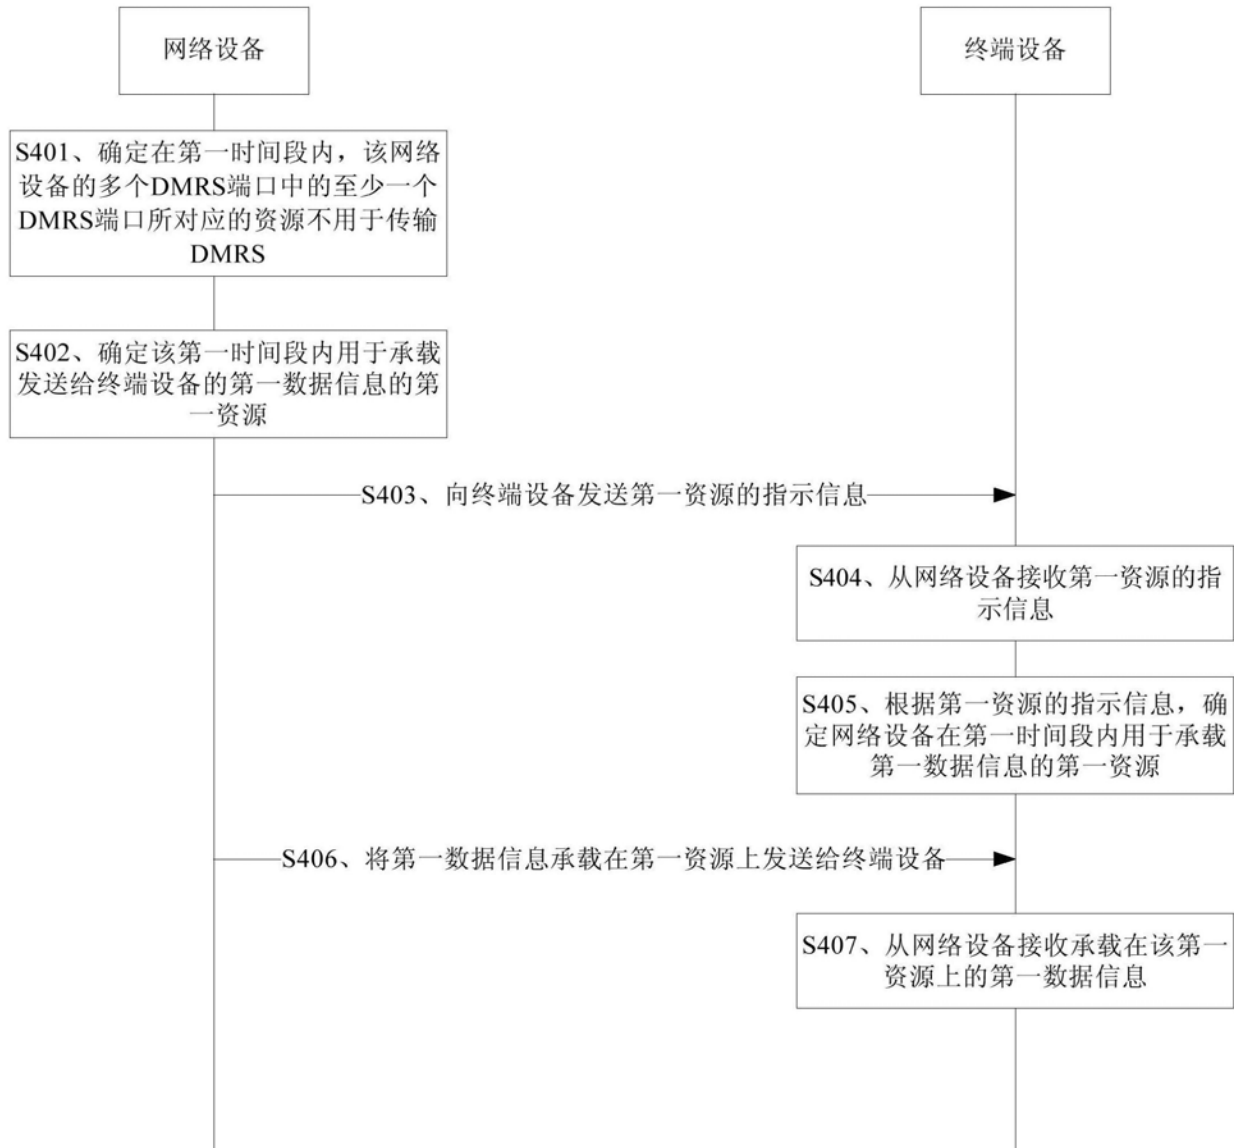 网络设备
终端设备
S401、确定在第一时间段内，该网络
设备的多个DMRS端口中的至少一个
DMRS端口所对应的资源不用于传输
DMRS
S402、确定该第一时间段内用于承载
发送给终端设备的第一数据信息的第
一资源
S403、向终端设备发送第一资源的指示信息
S404、从网络设备接收第一资源的指
示信息
S405、根据第一资源的指示信息，确
定网络设备在第一时间段内用于承载
第一数据信息的第一资源
S406、将第一数据信息承载在第一资源上发送给终端设备
S407、从网络设备接收承载在该第一
资源上的第一数据信息